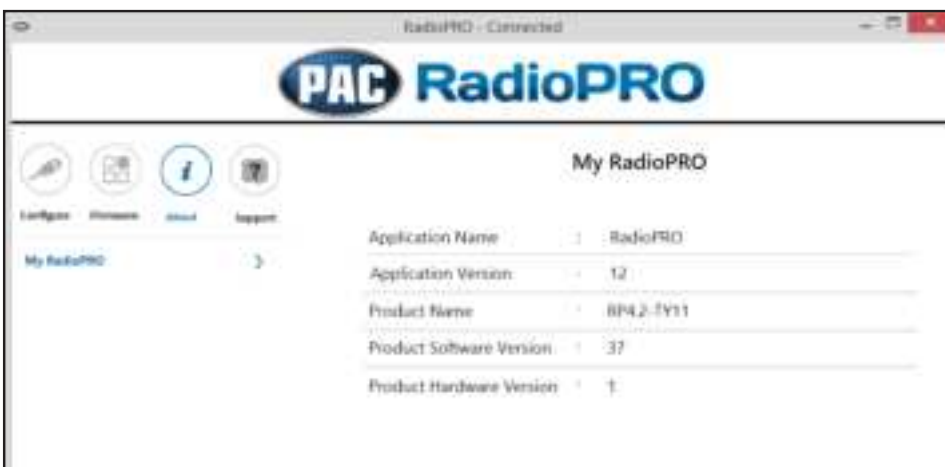 RadioPRO - Connected
PAC RadioPRO
Configure Firmware About Support
My RadioPRO
My RadioPRO
Application Name : RadioPRO
Application Version : 12
Product Name : RP4.2-TY11
Product Software Version : 37
Product Hardware Version : 1